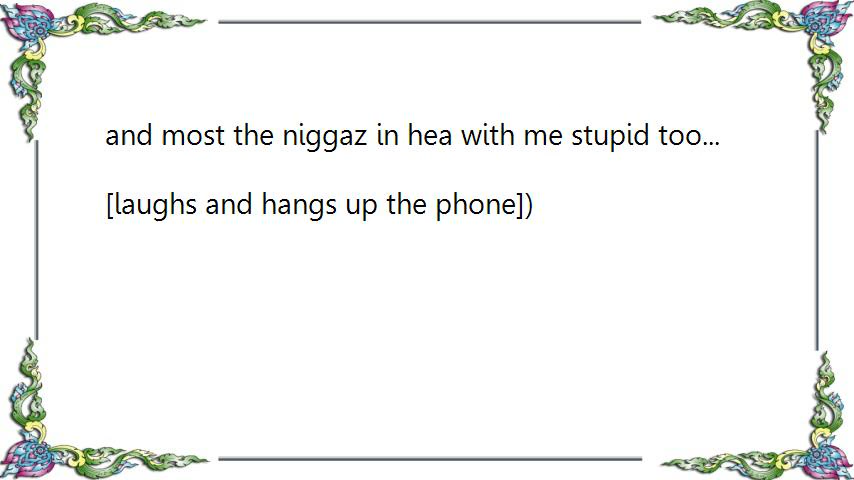 and most the niggaz in hea with me stupid too...
[laughs and hangs up the phone])